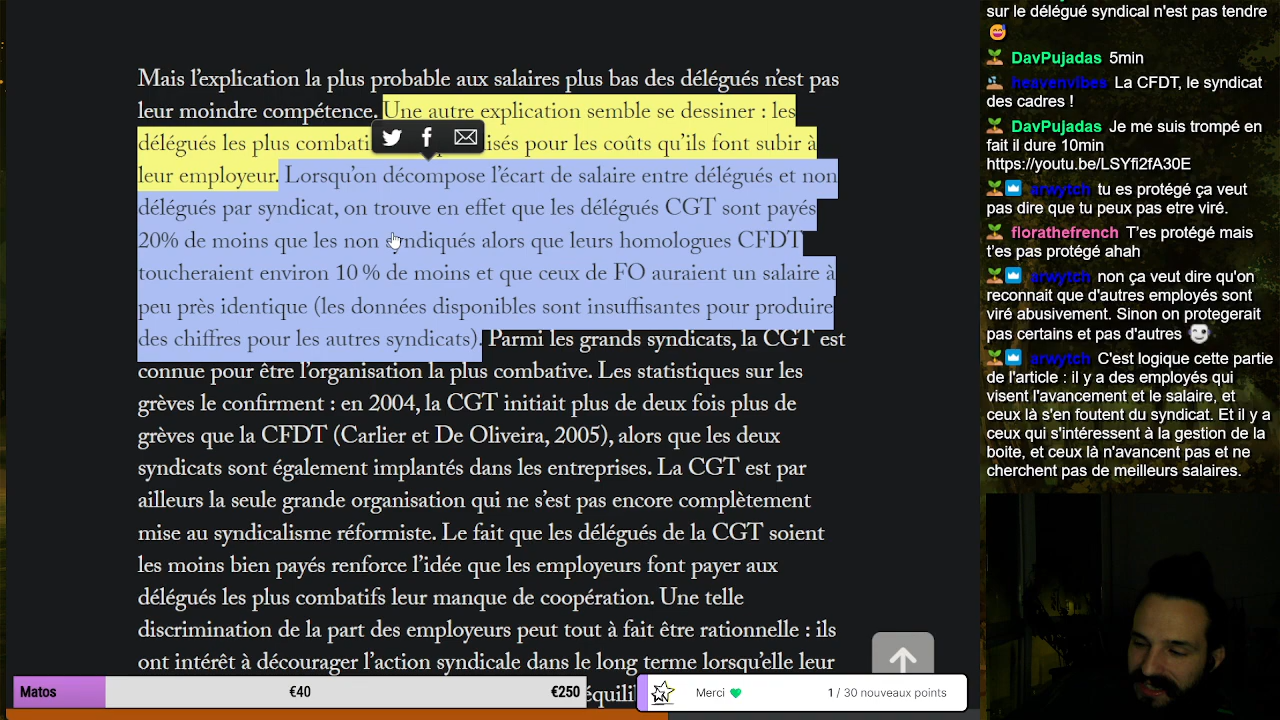 Mais l'explication la plus probable aux salaires plus bas des délégués n'est pas
leur moindre compétence. Une autre explication semble se dessiner : les
délégués les plus combati isés pour les coûts qu'ils font subir à
leur employeur. Lorsqu'on décompose l'écart de salaire entre délégués et non
délégués par syndicat, on trouve en effet que les délégués CGT sont payés
20% de moins que les non syndiqués alors que leurs homologues CFDT
toucheraient environ 10 % de moins et que ceux de FO auraient un salaire à
peu près identique (les données disponibles sont insuffisantes pour produire
des chiffres pour les autres syndicats). Parmi les grands syndicats, la CGT est
connue pour être l'organisation la plus combative. Les statistiques sur les
grèves le confirment : en 2004, la CGT initiait plus de deux fois plus de
grèves que la CFDT (Carlier et De Oliveira, 2005), alors que les deux
syndicats sont également implantés dans les entreprises. La CGT est par
ailleurs la seule grande organisation qui ne s'est pas encore complètement
mise au syndicalisme réformiste. Le fait que les délégués de la CGT soient
les moins bien payés renforce l'idée que les employeurs font payer aux
délégués les plus combatifs leur manque de coopération. Une telle
discrimination de la part des employeurs peut tout à fait être rationnelle : ils
ont intérêt à décourager l'action syndicale dans le long terme lorsqu'elle leur
équili
Matos €40 €250
Merci 1 / 30 nouveaux points
sur le délégué syndical n'est pas tendre
DavPujadas 5min
heavenvibes La CFDT, le syndicat
des cadres !
DavPujadas Je me suis trompé en
fait il dure 10min
https://youtu.be/LSYfi2fA30E
arwytch tu es protégé ça veut
pas dire que tu peux pas etre viré.
florathefrench T'es protégé mais
t'es pas protégé ahah
arwytch non ça veut dire qu'on
reconnait que d'autres employés sont
viré abusivement. Sinon on protegerait
pas certains et pas d'autres
arwytch C'est logique cette partie
de l'article : il y a des employés qui
visent l'avancement et le salaire, et
ceux là s'en foutent du syndicat. Et il y a
ceux qui s'intéressent à la gestion de la
boite, et ceux là n'avancent pas et ne
cherchent pas de meilleurs salaires.